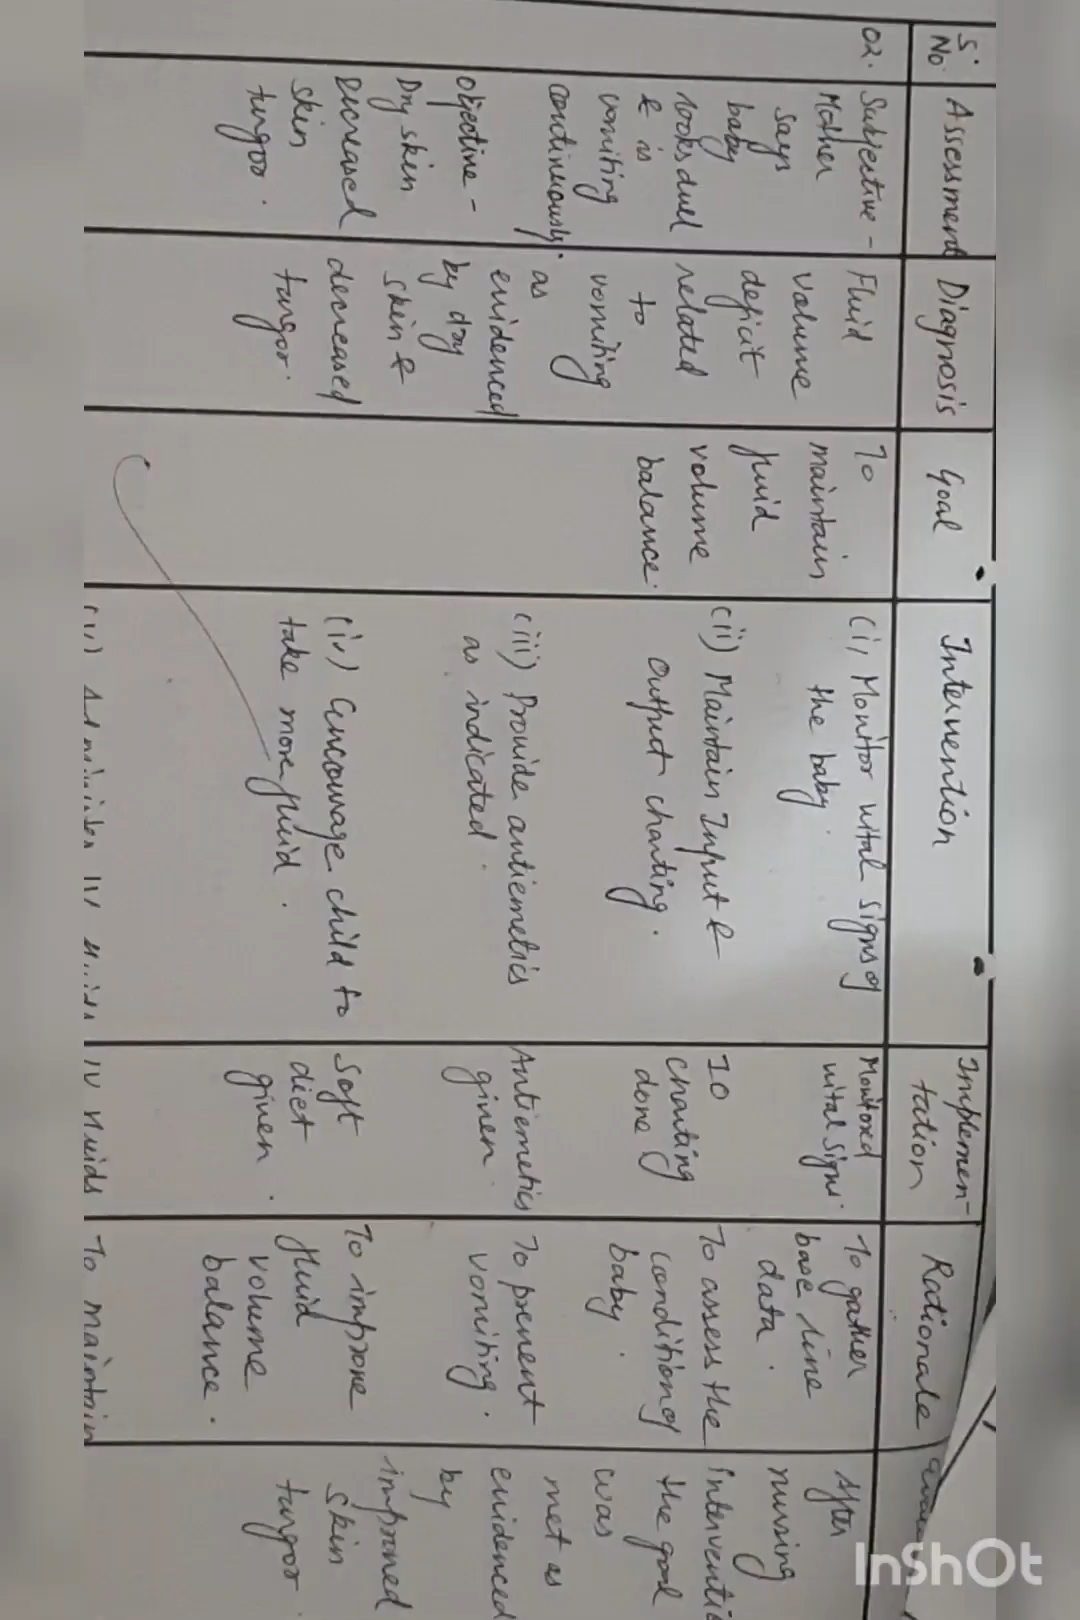 S.
No.
Assessment
Diagnosis
Goal
Intervention
Implemen-
tation
Rationale
02.
Subjective -
Mother
says
baby
looks dull
& is
vomiting
continuously.
Objective -
Dry skin
Decreased
skin
turgor.
Fluid
volume
deficit
related
to
vomiting
as
evidenced
by dry
skin &
decreased
turgor.
To
maintain
fluid
volume
balance.
(i) Monitor vital signs of
the baby.
(ii) Maintain Input &
output charting.
(iii) Provide antiemetics
as indicated.
(iv) Encourage child to
take more fluid.
Monitored
vital signs.
IO
charting
done
Antiemetics
given
Soft
diet
given.
IV fluids
To gather
base line
data.
To assess the
condition of
baby.
To prevent
vomiting.
To improve
fluid
volume
balance.
To maintain
After
nursing
interventi
the goal
was
met as
evidenced
by
improved
skin
turgor.
InShOt